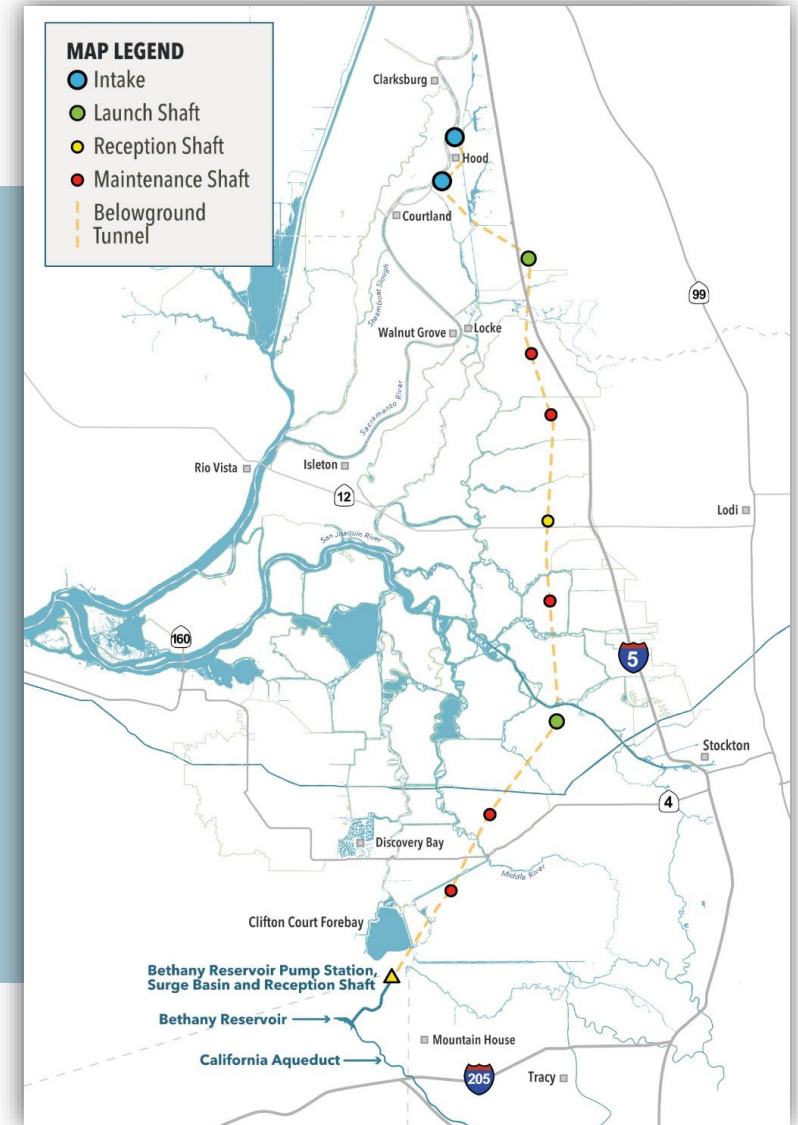 MAP LEGEND
Intake
Launch Shaft
Reception Shaft
Maintenance Shaft
Belowground
Tunnel
Clarksburg
Hood
Courtland
Steamboat Slough
99
Walnut Grove
Locke
Sacramento River
Rio Vista
Isleton
12
Lodi
San Joaquin River
160
5
Stockton
4
Discovery Bay
Middle River
Clifton Court Forebay
Bethany Reservoir Pump Station,
Surge Basin and Reception Shaft
Bethany Reservoir
Mountain House
California Aqueduct
205
Tracy